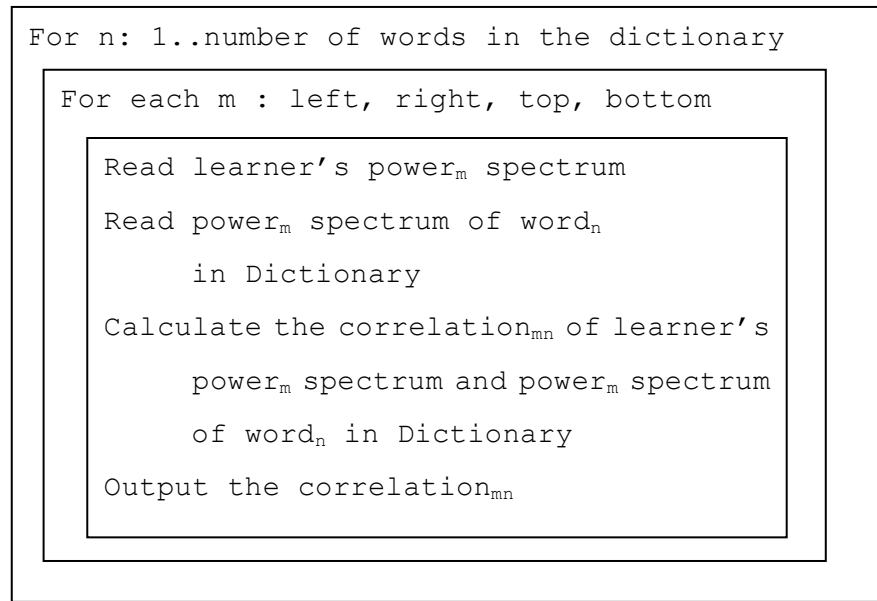 For n: 1..number of words in the dictionary
For each m : left, right, top, bottom
Read learner’s powerₘ spectrum
Read powerₘ spectrum of wordₙ
in Dictionary
Calculate the correlationₘₙ of learner’s
powerₘ spectrum and powerₘ spectrum
of wordₙ in Dictionary
Output the correlationₘₙ